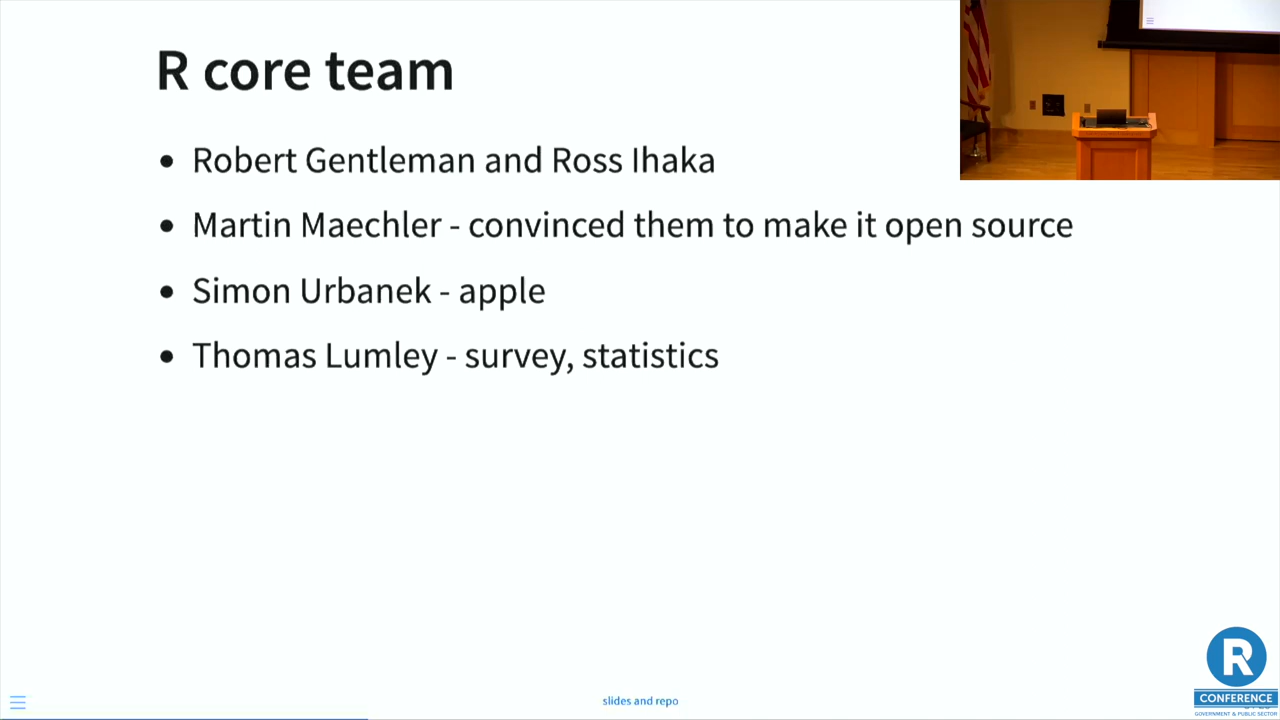 R core team
Robert Gentleman and Ross Ihaka
Martin Maechler - convinced them to make it open source
Simon Urbanek - apple
Thomas Lumley - survey, statistics
slides and repo
R
CONFERENCE
GOVERNMENT & PUBLIC SECTOR